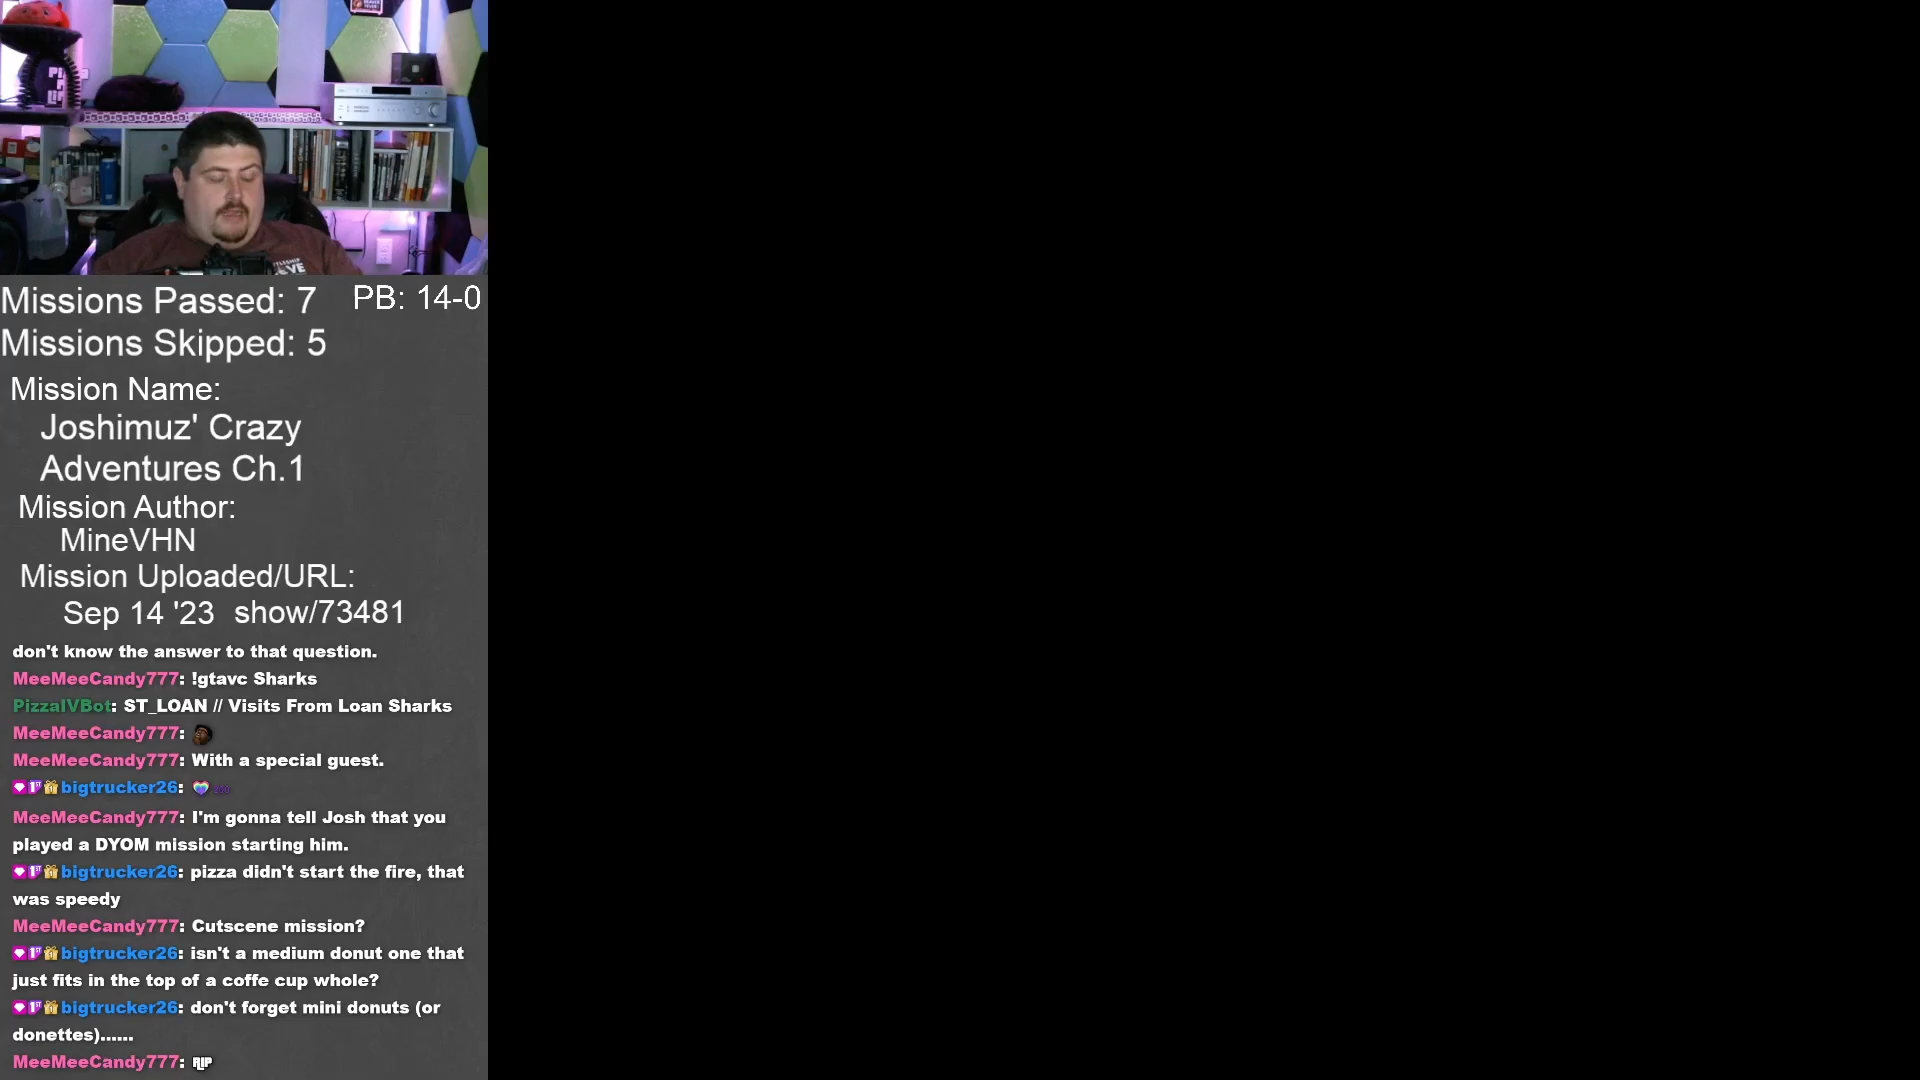 Missions Passed: 7
PB: 14-0
Missions Skipped: 5
Mission Name:
Joshimuz' Crazy
Adventures Ch.1
Mission Author:
MineVHN
Mission Uploaded/URL:
Sep 14 '23 show/73481
don't know the answer to that question.
MeeMeeCandy777: !gtavc Sharks
PizzaIVBot: ST_LOAN // Visits From Loan Sharks
MeeMeeCandy777:
MeeMeeCandy777: With a special guest.
bigtrucker26:
MeeMeeCandy777: I'm gonna tell Josh that you
played a DYOM mission starting him.
bigtrucker26: pizza didn't start the fire, that
was speedy
MeeMeeCandy777: Cutscene mission?
bigtrucker26: isn't a medium donut one that
just fits in the top of a coffe cup whole?
bigtrucker26: don't forget mini donuts (or
donettes)......
MeeMeeCandy777: RIP